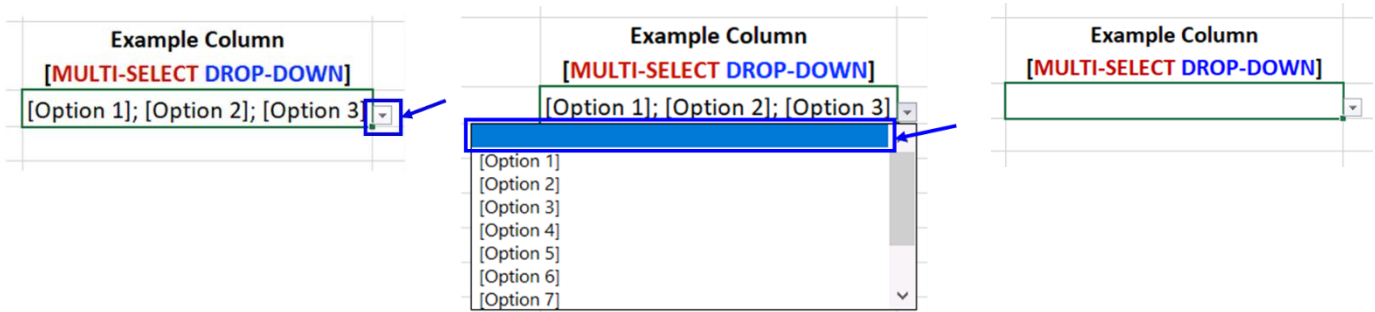 Example Column
[MULTI-SELECT DROP-DOWN]
[Option 1]; [Option 2]; [Option 3]
Example Column
[MULTI-SELECT DROP-DOWN]
[Option 1]; [Option 2]; [Option 3]
[Option 1]
[Option 2]
[Option 3]
[Option 4]
[Option 5]
[Option 6]
[Option 7]
Example Column
[MULTI-SELECT DROP-DOWN]